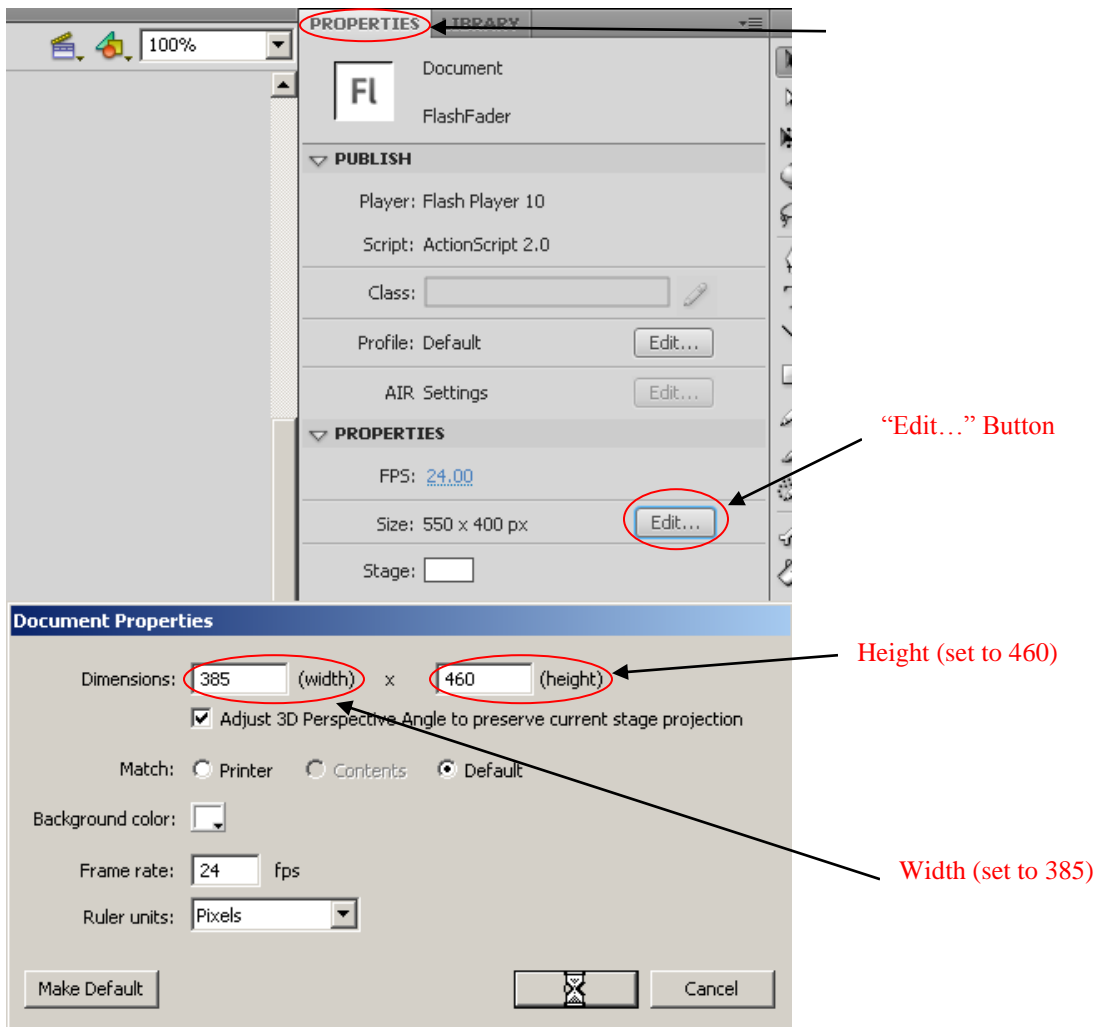 PROPERTIES LIBRARY
100%
Fl
Document
FlashFader
PUBLISH
Player: Flash Player 10
Script: ActionScript 2.0
Class:
Profile: Default Edit...
AIR Settings Edit...
PROPERTIES
“Edit…” Button
FPS: 24.00
Size: 550 x 400 px Edit...
Stage:
Document Properties
Height (set to 460)
Dimensions: 385 (width) x 460 (height)
Adjust 3D Perspective Angle to preserve current stage projection
Match: Printer Contents Default
Background color:
Frame rate: 24 fps
Width (set to 385)
Ruler units: Pixels
Make Default Cancel